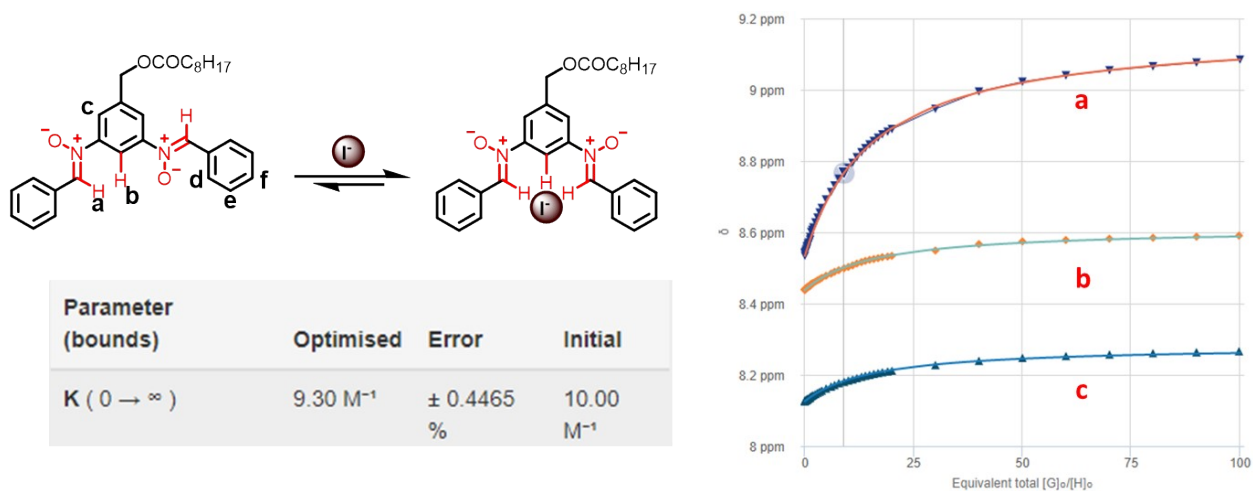 OCOC₈H₁₇
c
H
⁻O
N⁺
N⁺
O⁻
H
a
H
b
d
e
f
I⁻
OCOC₈H₁₇
⁻O
N⁺
N⁺
O⁻
H
H
H
I⁻
Parameter
(bounds) Optimised Error Initial
K ( 0 → ∞ ) 9.30 M⁻¹ ± 0.4465 10.00
% M⁻¹
9.2 ppm
9 ppm
a
8.8 ppm
8.6 ppm
δ
b
8.4 ppm
8.2 ppm
c
8 ppm
0 25 50 75 100
Equivalent total [G]₀/[H]₀